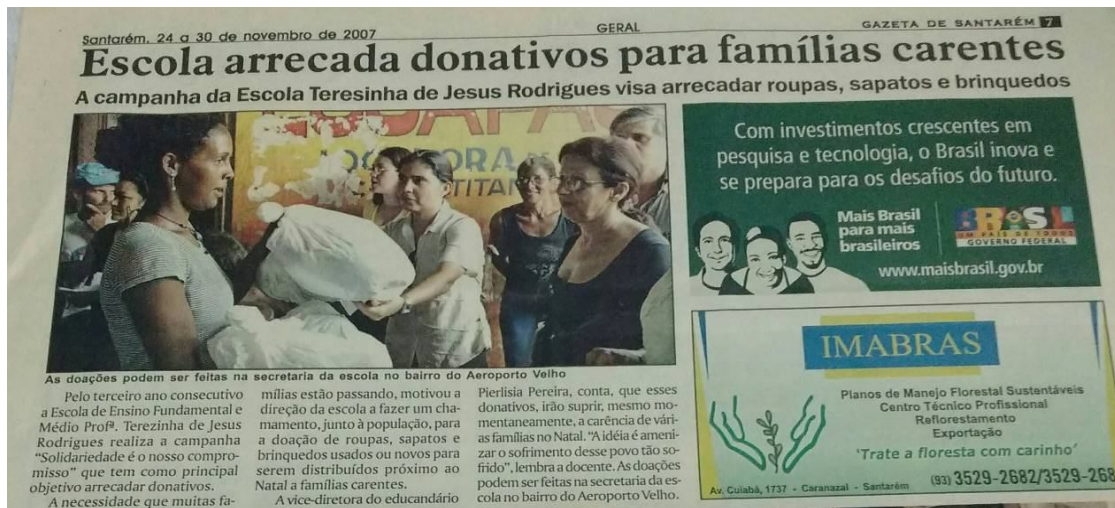 Santarém, 24 a 30 de novembro de 2007
GERAL
GAZETA DE SANTARÉM 7
Escola arrecada donativos para famílias carentes
A campanha da Escola Teresinha de Jesus Rodrigues visa arrecadar roupas, sapatos e brinquedos
As doações podem ser feitas na secretaria da escola no bairro do Aeroporto Velho
Pelo terceiro ano consecutivo
a Escola de Ensino Fundamental e
Médio Profª. Terezinha de Jesus
Rodrigues realiza a campanha
“Solidariedade é o nosso compro-
misso” que tem como principal
objetivo arrecadar donativos.
A necessidade que muitas fa-
mílias estão passando, motivou a
direção da escola a fazer um cha-
mamento, junto à população, para
a doação de roupas, sapatos e
brinquedos usados ou novos para
serem distribuídos próximo ao
Natal a famílias carentes.
A vice-diretora do educandário
Pierlisia Pereira, conta, que esses
donativos, irão suprir, mesmo mo-
mentaneamente, a carência de vári-
as famílias no Natal. “A idéia é ameni-
zar o sofrimento desse povo tão so-
frido”, lembra a docente. As doações
podem ser feitas na secretaria da es-
cola no bairro do Aeroporto Velho.
Com investimentos crescentes em
pesquisa e tecnologia, o Brasil inova e
se prepara para os desafios do futuro.
Mais Brasil
para mais
brasileiros
BRASIL
UM PAÍS DE TODOS
GOVERNO FEDERAL
www.maisbrasil.gov.br
IMABRAS
Planos de Manejo Florestal Sustentáveis
Centro Técnico Profissional
Reflorestamento
Exportação
'Trate a floresta com carinho'
Av. Cuiabá, 1737 - Caranazal - Santarém
(93) 3529-2682/3529-268